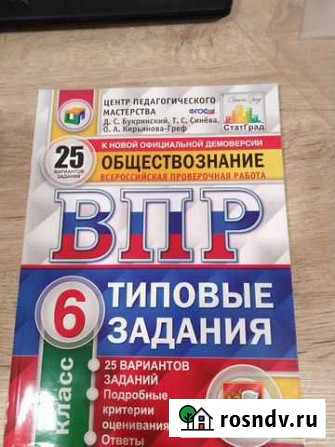 ЦЕНТР ПЕДАГОГИЧЕСКОГО
МАСТЕРСТВА
ФГОС
Д. С. Букринский, Т. С. Синёва,
О. А. Кирьянова-Греф
СтатГрад
25
ВАРИАНТОВ
ЗАДАНИЙ
К НОВОЙ ОФИЦИАЛЬНОЙ ДЕМОВЕРСИИ
ОБЩЕСТВОЗНАНИЕ
ВСЕРОССИЙСКАЯ ПРОВЕРОЧНАЯ РАБОТА
ВПР
6
класс
ТИПОВЫЕ
ЗАДАНИЯ
• 25 ВАРИАНТОВ
ЗАДАНИЙ
• Подробные
критерии
оценивания
• Ответы
rosndv.ru